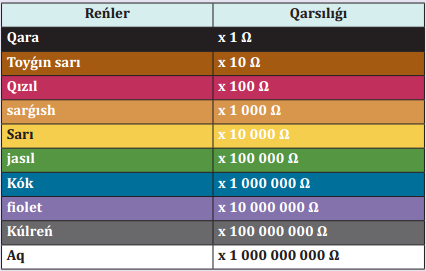 Reńler Qarsılıǵı
Qara x 1 Ω
Toyǵın sarı x 10 Ω
Qızıl x 100 Ω
sarǵısh x 1 000 Ω
Sarı x 10 000 Ω
jasıl x 100 000 Ω
Kók x 1 000 000 Ω
fiolet x 10 000 000 Ω
Kúlreń x 100 000 000 Ω
Aq x 1 000 000 000 Ω